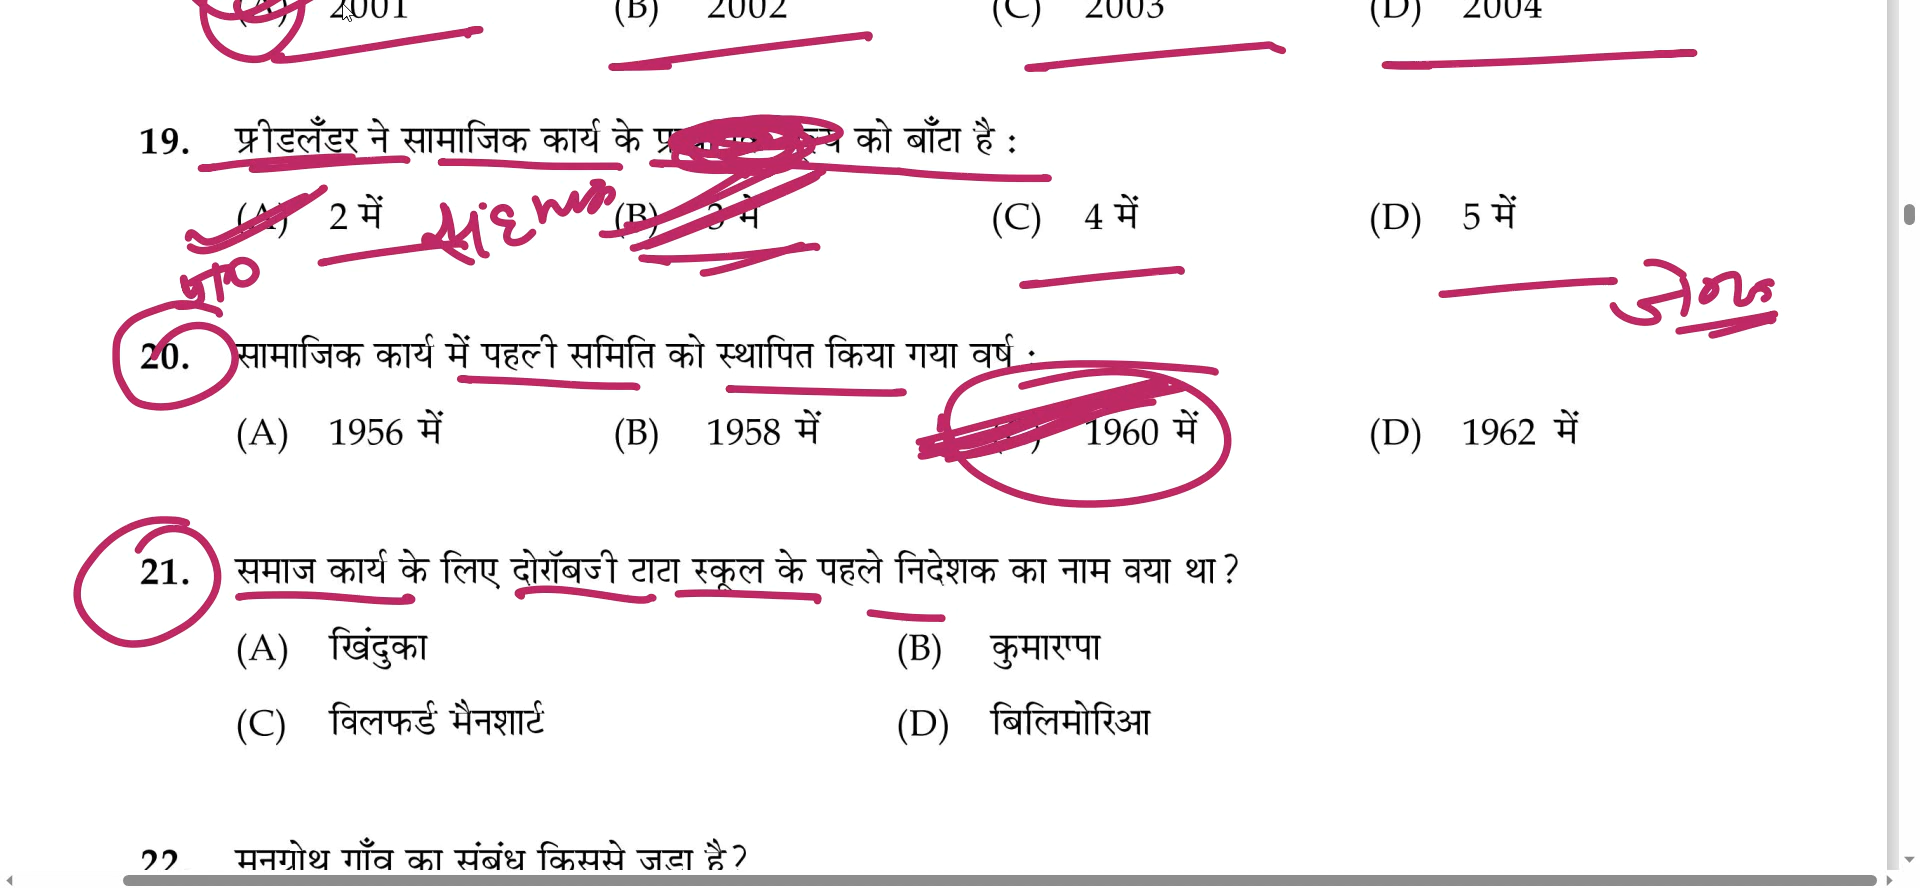 2001 (B) 2002 (C) 2003 (D) 2004
19. फ्रीडलैंडर ने सामाजिक कार्य के को बाँटा है :
(A) 2 में (B) 3 में (C) 4 में (D) 5 में
20. सामाजिक कार्य में पहली समिति को स्थापित किया गया वर्ष :
(A) 1956 में (B) 1958 में 1960 में (D) 1962 में
21. समाज कार्य के लिए दोरॉबजी टाटा स्कूल के पहले निदेशक का नाम क्या था?
(A) खिंदुका (B) कुमारप्पा
(C) विलफर्ड मैनशार्ट (D) बिलिमोरिआ
22. मनग्रोथ गाँव का संबंध किससे जुड़ा है?